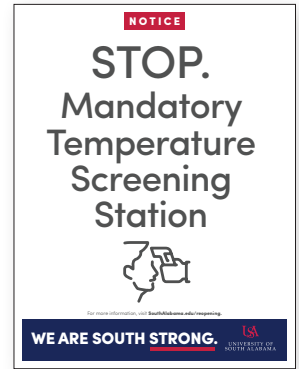 NOTICE
STOP.
Mandatory
Temperature
Screening
Station
For more information, visit SouthAlabama.edu/reopening.
WE ARE SOUTH STRONG.
USA
UNIVERSITY OF
SOUTH ALABAMA